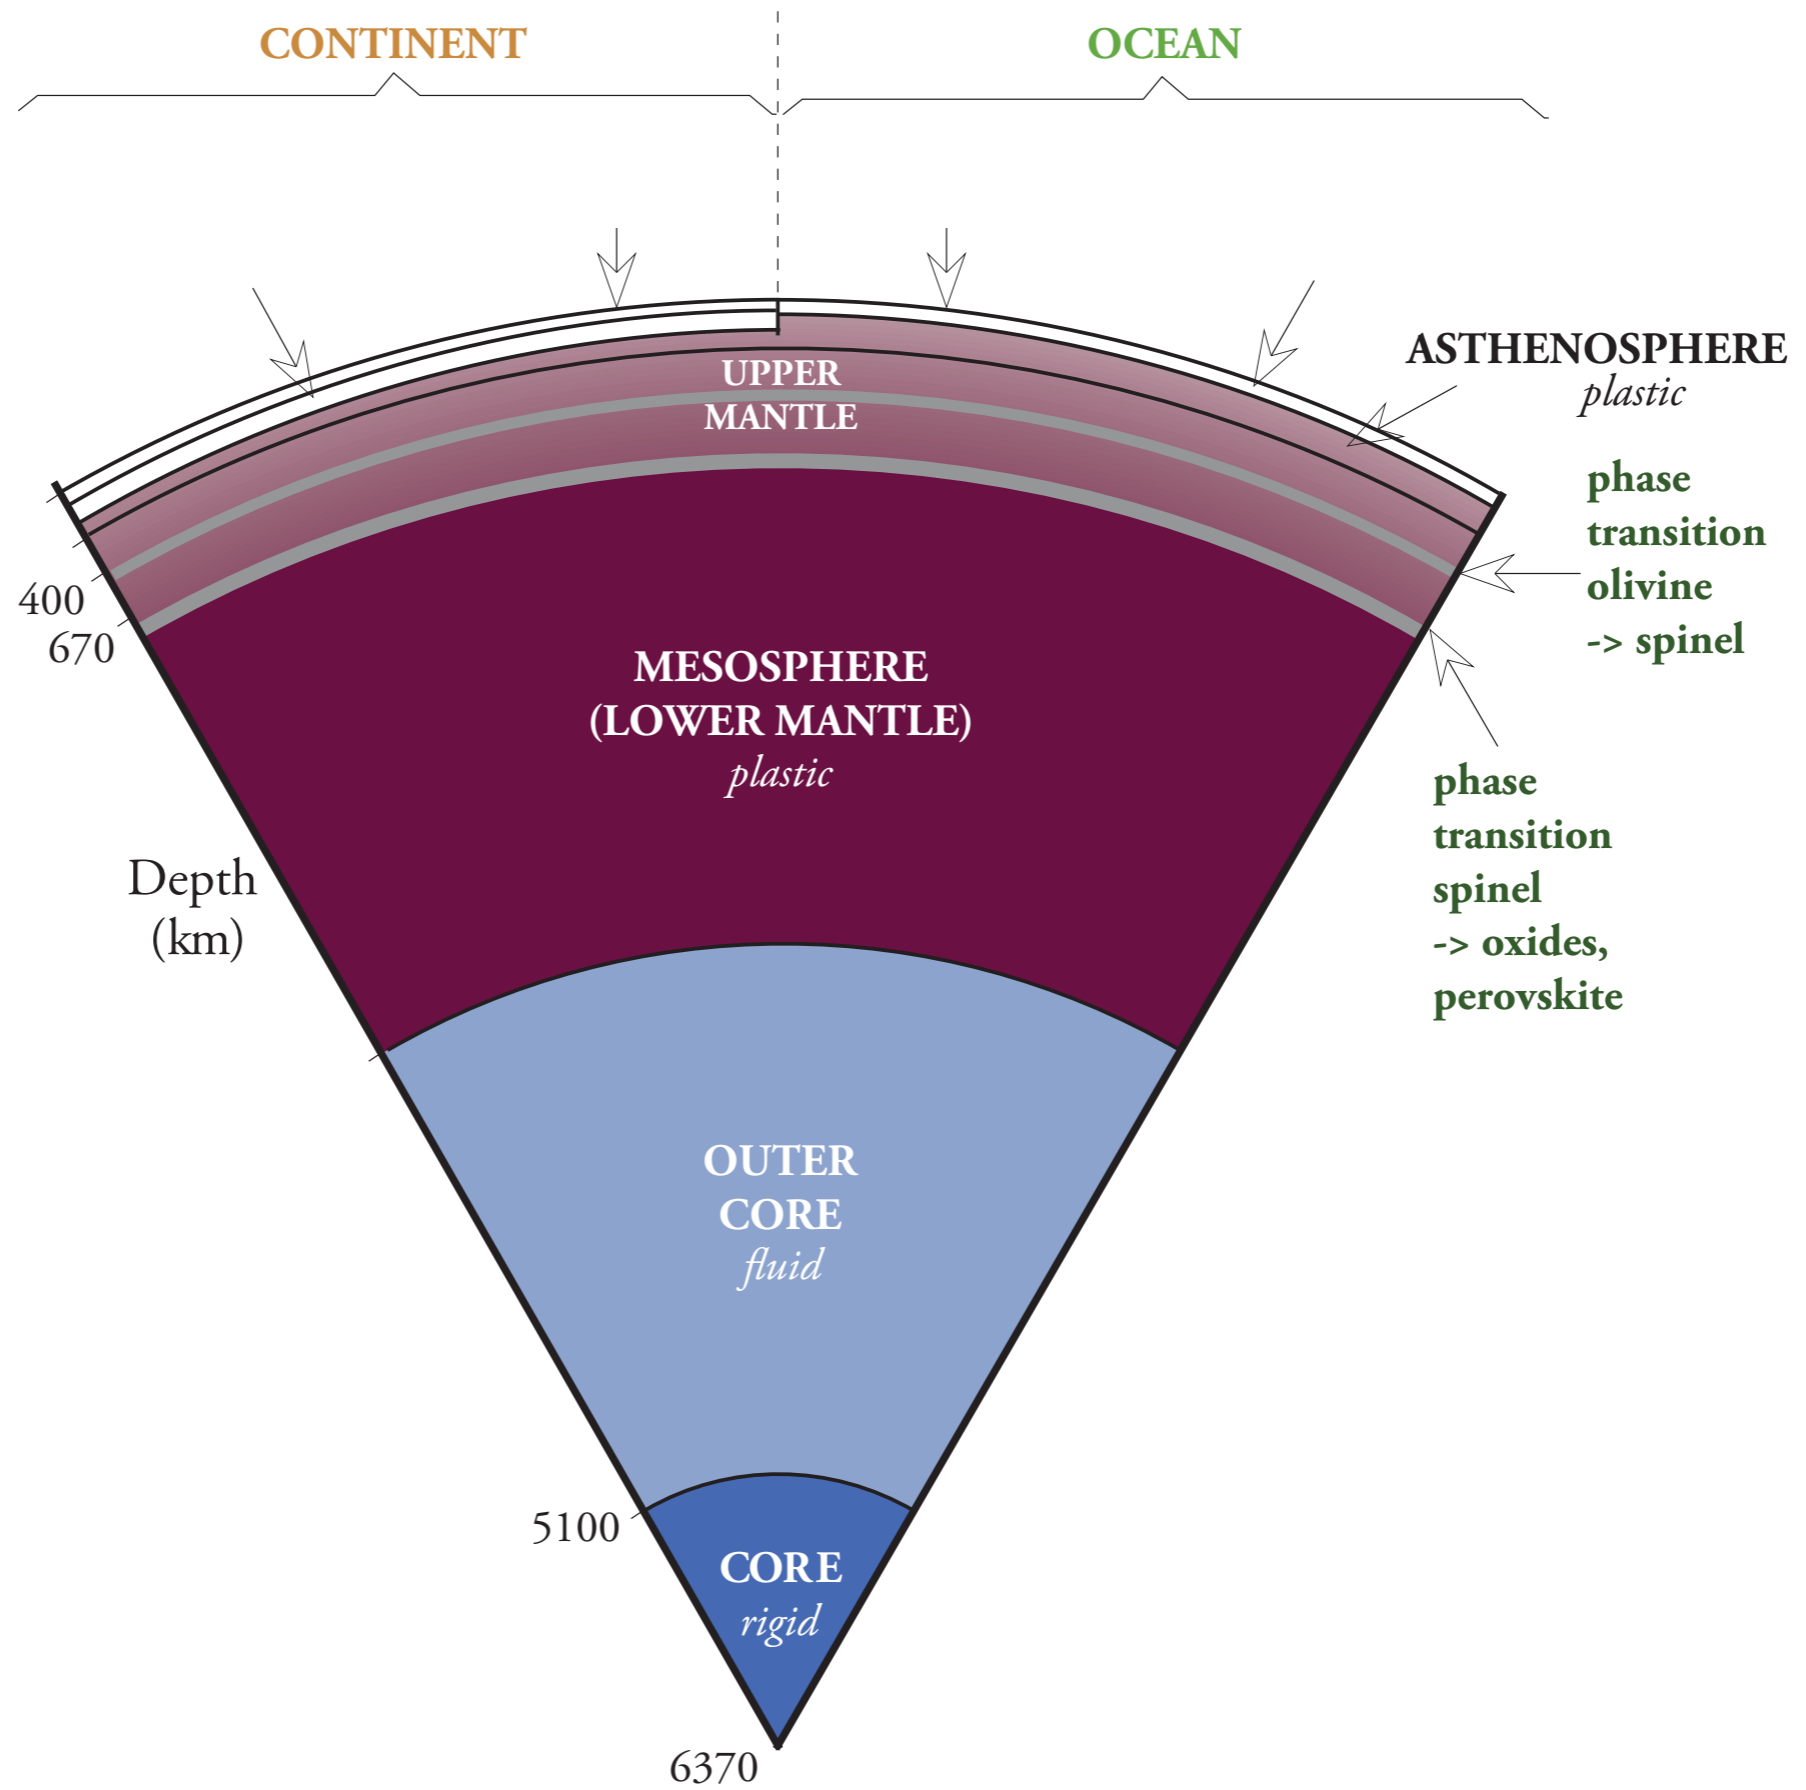 CONTINENT
OCEAN
ASTHENOSPHERE
plastic
UPPER
MANTLE
phase
transition
olivine
-> spinel
400
670
MESOSPHERE
(LOWER MANTLE)
plastic
phase
transition
spinel
-> oxides,
perovskite
Depth
(km)
OUTER
CORE
fluid
5100
CORE
rigid
6370